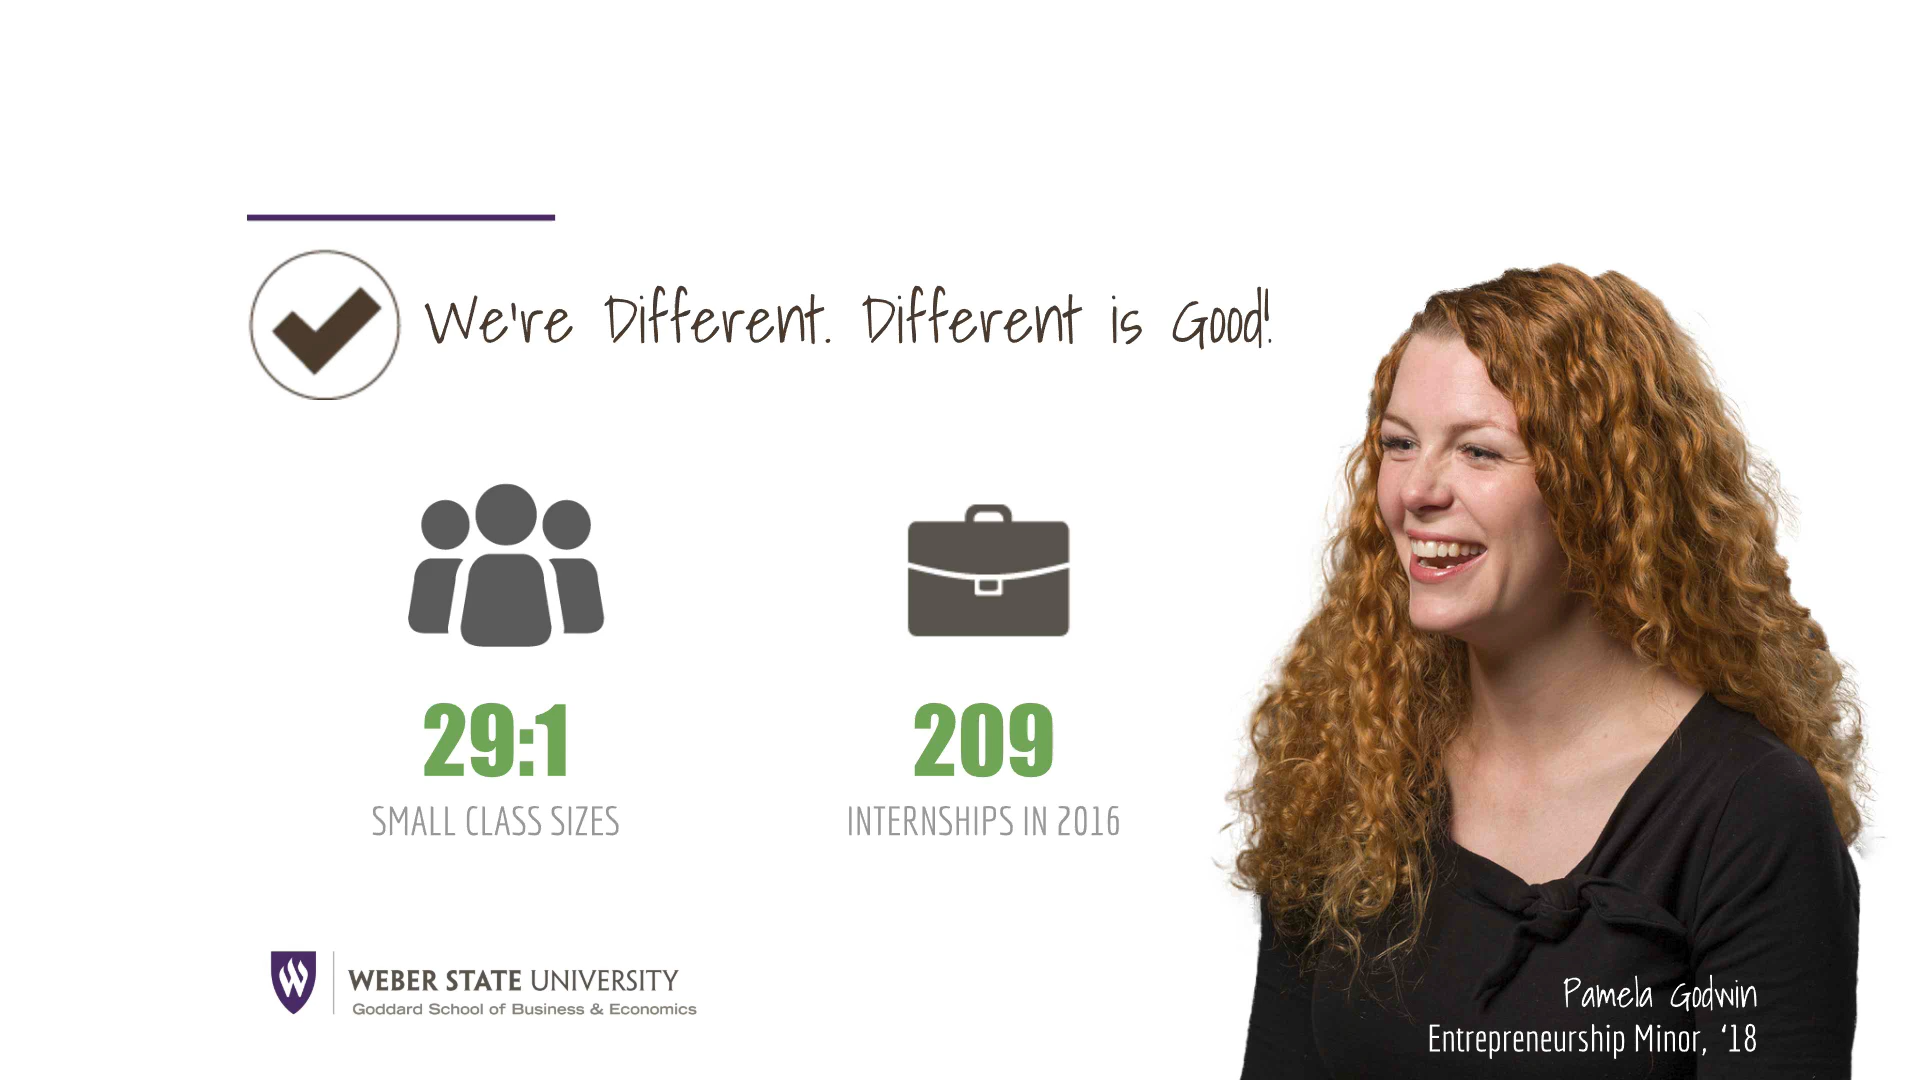 We're Different. Different is Good!
29:1
SMALL CLASS SIZES
209
INTERNSHIPS IN 2016
WEBER STATE UNIVERSITY
Goddard School of Business & Economics
Pamela Godwin
Entrepreneurship Minor, ‘18